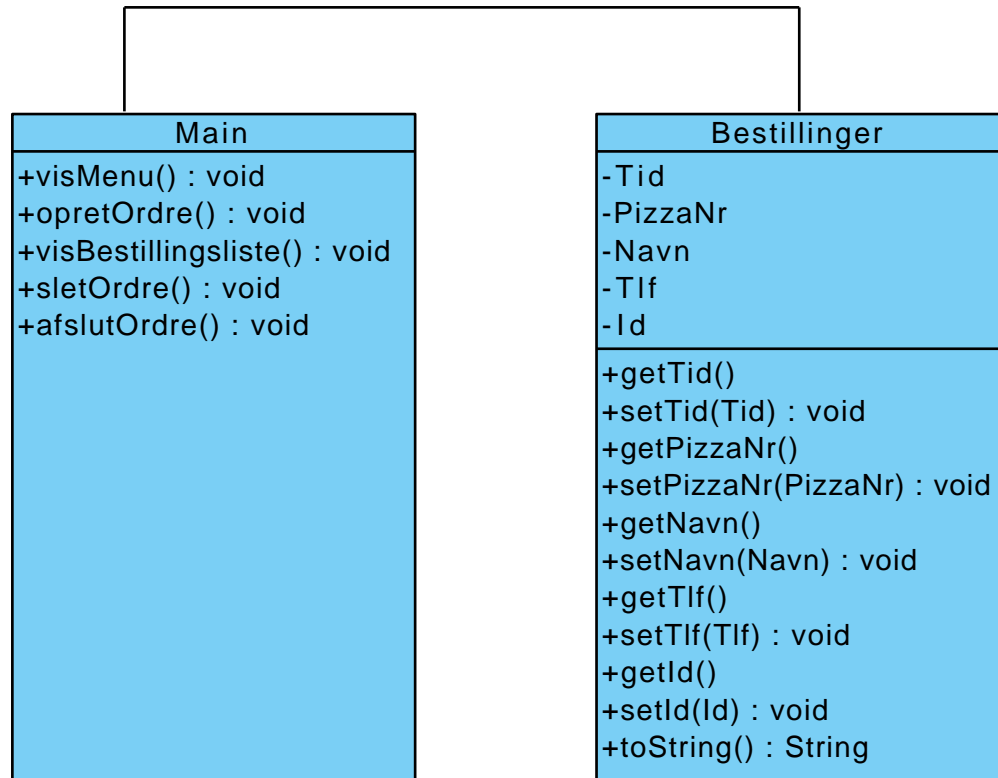 Main
+visMenu() : void
+opretOrdre() : void
+visBestillingsliste() : void
+sletOrdre() : void
+afslutOrdre() : void
Bestillinger
-Tid
-PizzaNr
-Navn
-Tlf
-Id
+getTid()
+setTid(Tid) : void
+getPizzaNr()
+setPizzaNr(PizzaNr) : void
+getNavn()
+setNavn(Navn) : void
+getTlf()
+setTlf(Tlf) : void
+getId()
+setId(Id) : void
+toString() : String